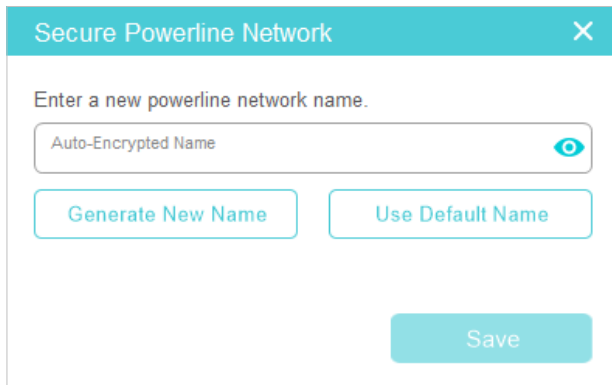 Secure Powerline Network
Enter a new powerline network name.
Auto-Encrypted Name
Generate New Name Use Default Name
Save